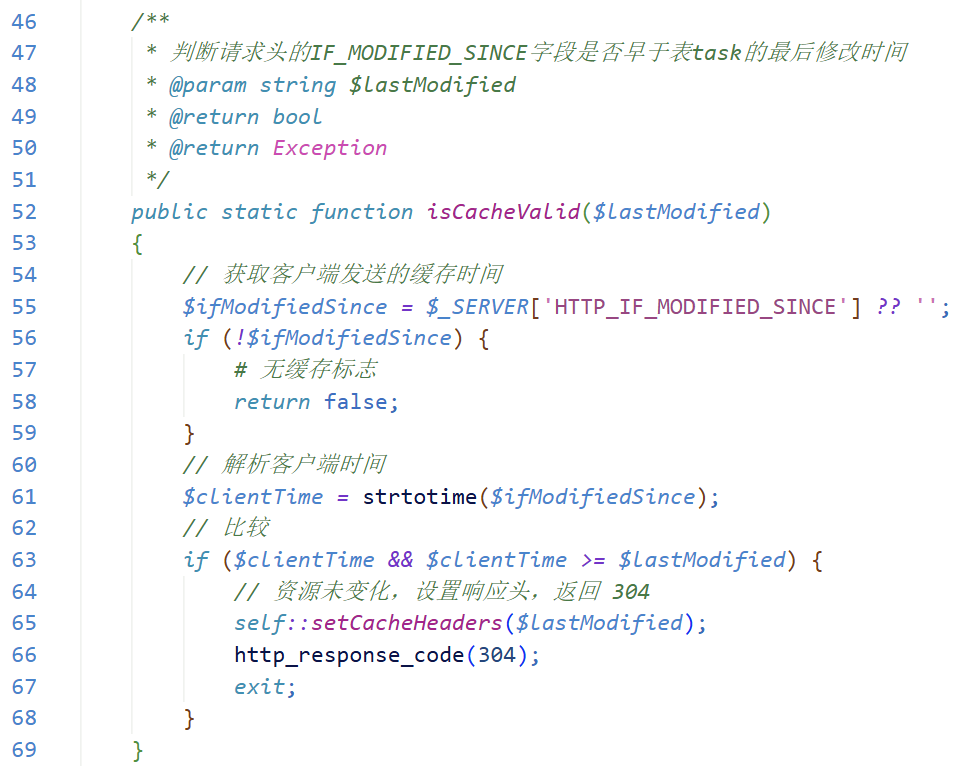 46 /**
47  * 判断请求头的IF_MODIFIED_SINCE字段是否早于表task的最后修改时间
48  * @param string $lastModified
49  * @return bool
50  * @return Exception
51  */
52 public static function isCacheValid($lastModified)
53 {
54     // 获取客户端发送的缓存时间
55     $ifModifiedSince = $_SERVER['HTTP_IF_MODIFIED_SINCE'] ?? '';
56     if (!$ifModifiedSince) {
57         # 无缓存标志
58         return false;
59     }
60     // 解析客户端时间
61     $clientTime = strtotime($ifModifiedSince);
62     // 比较
63     if ($clientTime && $clientTime >= $lastModified) {
64         // 资源未变化，设置响应头，返回 304
65         self::setCacheHeaders($lastModified);
66         http_response_code(304);
67         exit;
68     }
69 }